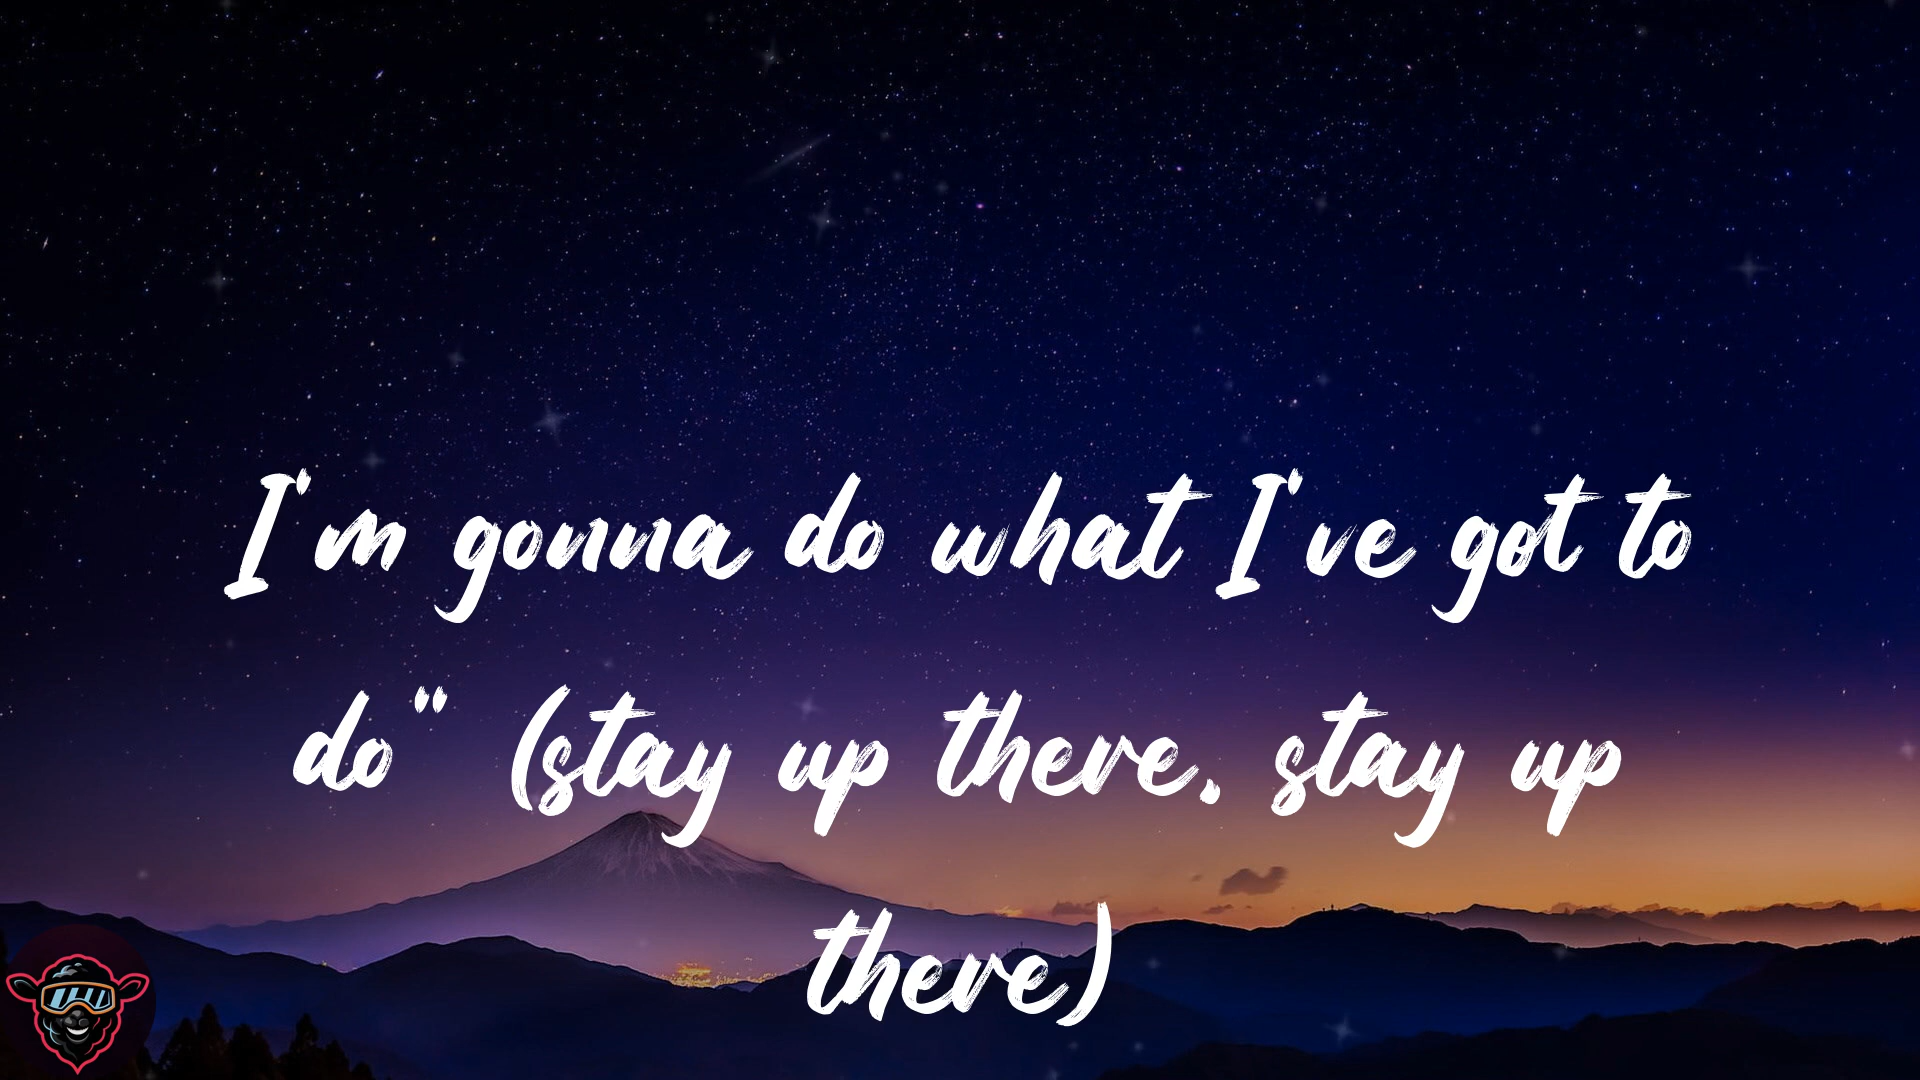 I'm gonna do what I've got to
do" (stay up there, stay up
there)